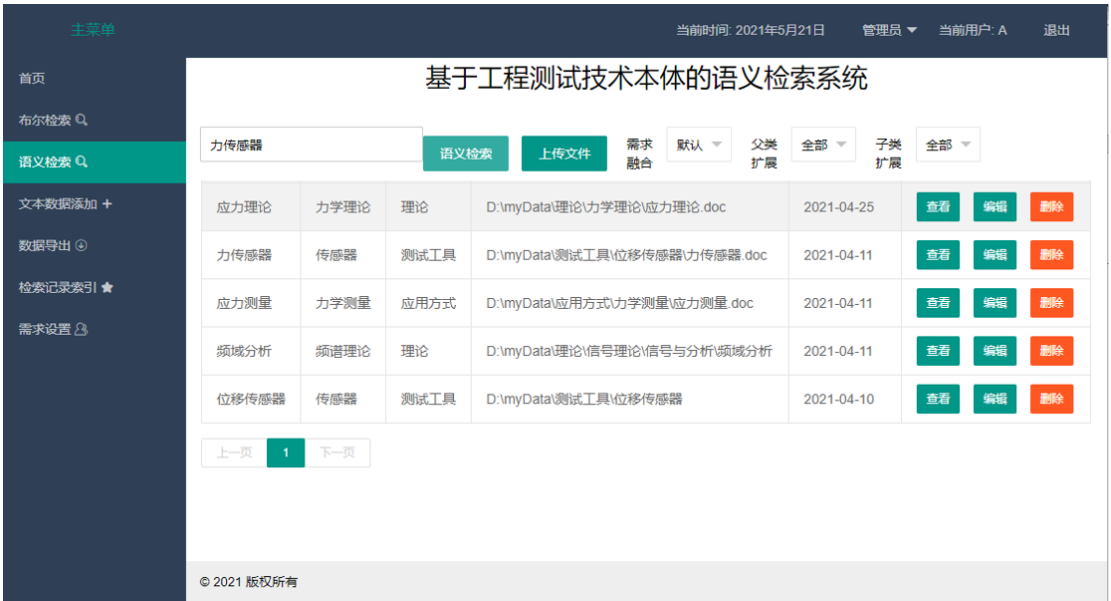 主菜单 当前时间: 2021年5月21日 管理员 当前用户: A 退出
首页
布尔检索
语义检索
文本数据添加
数据导出
检索记录索引
需求设置
基于工程测试技术本体的语义检索系统
力传感器 语义检索 上传文件 需求融合 默认 父类扩展 全部 子类扩展 全部
应力理论 力学理论 理论 D:\myData\理论\力学理论\应力理论.doc 2021-04-25 查看 编辑 删除
力传感器 传感器 测试工具 D:\myData\测试工具\位移传感器\力传感器.doc 2021-04-11 查看 编辑 删除
应力测量 力学测量 应用方式 D:\myData\应用方式\力学测量\应力测量.doc 2021-04-11 查看 编辑 删除
频域分析 频谱理论 理论 D:\myData\理论\信号理论\信号与分析\频域分析 2021-04-11 查看 编辑 删除
位移传感器 传感器 测试工具 D:\myData\测试工具\位移传感器 2021-04-10 查看 编辑 删除
上一页 1 下一页
© 2021 版权所有